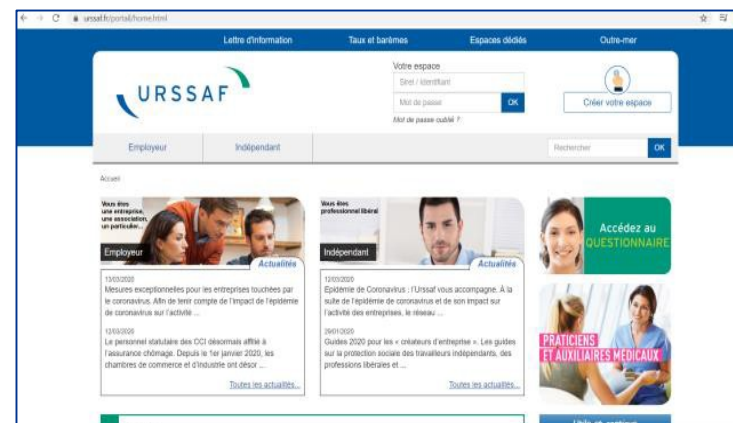 urssaf.fr/portail/home.html
Lettre d'information
Taux et barèmes
Espaces dédiés
Outre-mer
URSSAF
Votre espace
Siret / Identifiant
Mot de passe
OK
Mot de passe oublié ?
Créer votre espace
Employeur
Indépendant
Rechercher
OK
Accueil
Vous êtes
une entreprise,
une association,
un particulier...
Employeur
Actualités
13/03/2020
Mesures exceptionnelles pour les entreprises touchées par
le coronavirus. Afin de tenir compte de l'impact de l'épidémie
de coronavirus sur l'activité ...
12/03/2020
Le personnel statutaire des CCI désormais affilié à
l'assurance chômage. Depuis le 1er janvier 2020, les
chambres de commerce et d'industrie ont désor ...
Toutes les actualités...
Vous êtes
professionnel libéral
Indépendant
Actualités
12/03/2020
Epidémie de Coronavirus : l'Urssaf vous accompagne. À la
suite de l'épidémie de coronavirus et de son impact sur
l'activité des entreprises, le réseau ...
29/01/2020
Guides 2020 pour les « créateurs d'entreprise ». Les guides
sur la protection sociale des travailleurs indépendants, des
professions libérales et ...
Toutes les actualités...
Accédez au
QUESTIONNAIRE
PRATICIENS
ET AUXILIAIRES MÉDICAUX